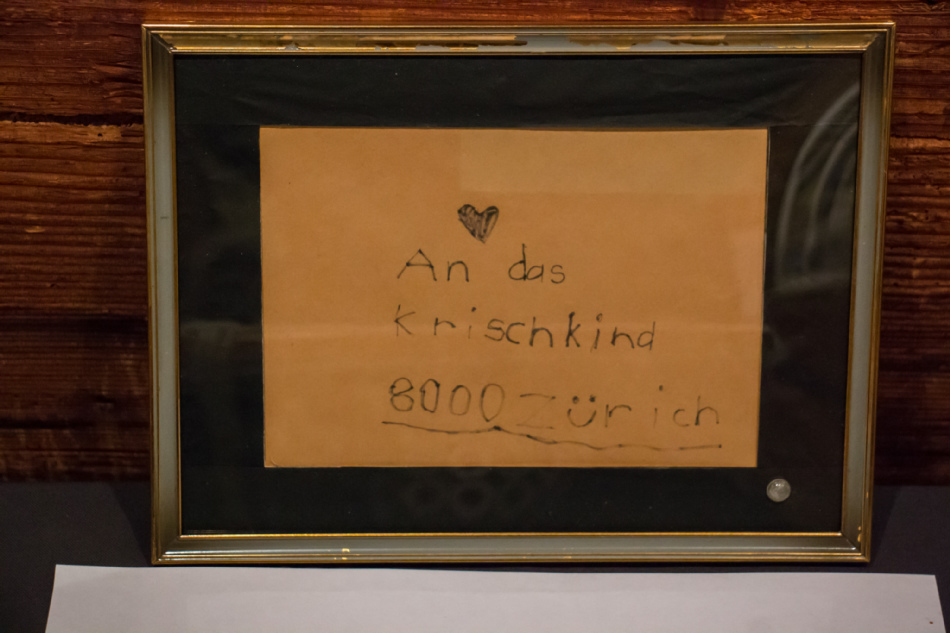 An das
Krischkind
8000 Zürich